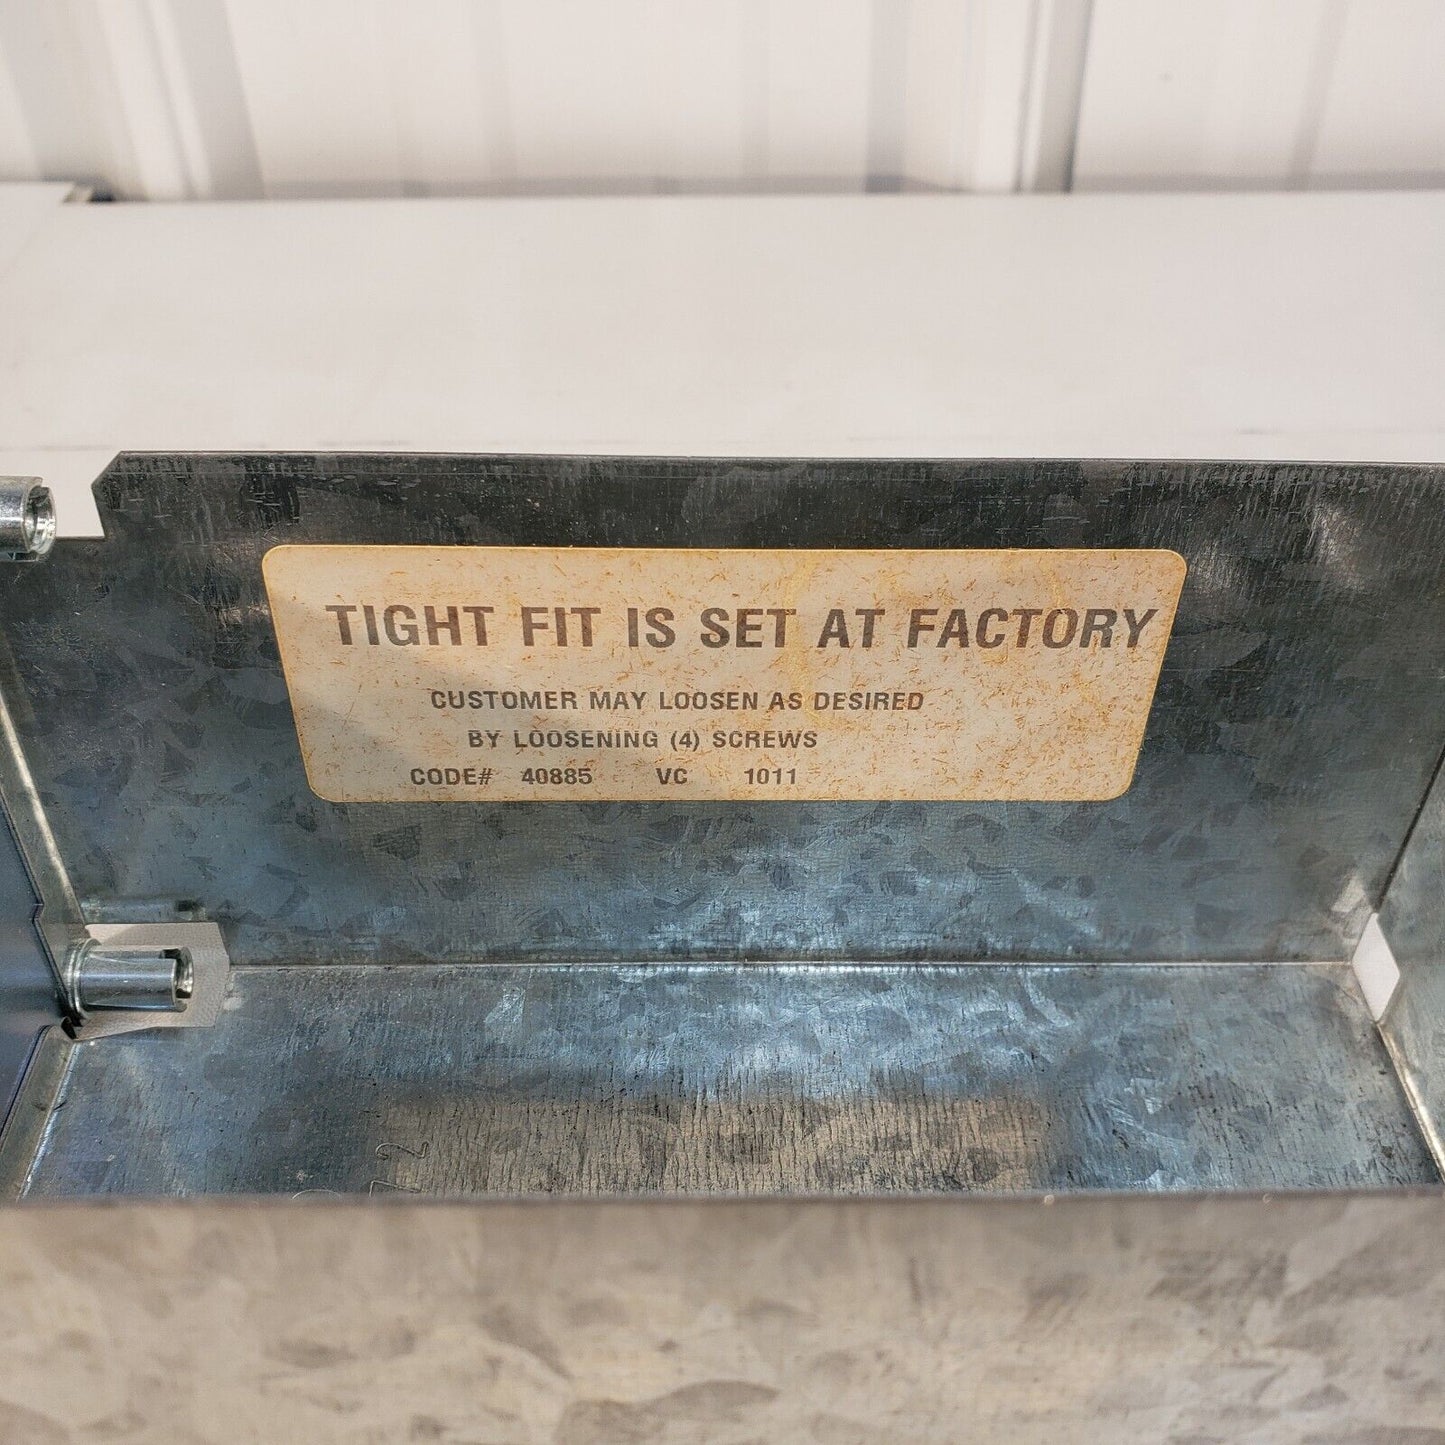 TIGHT FIT IS SET AT FACTORY
CUSTOMER MAY LOOSEN AS DESIRED
BY LOOSENING (4) SCREWS
CODE# 40885 VC 1011